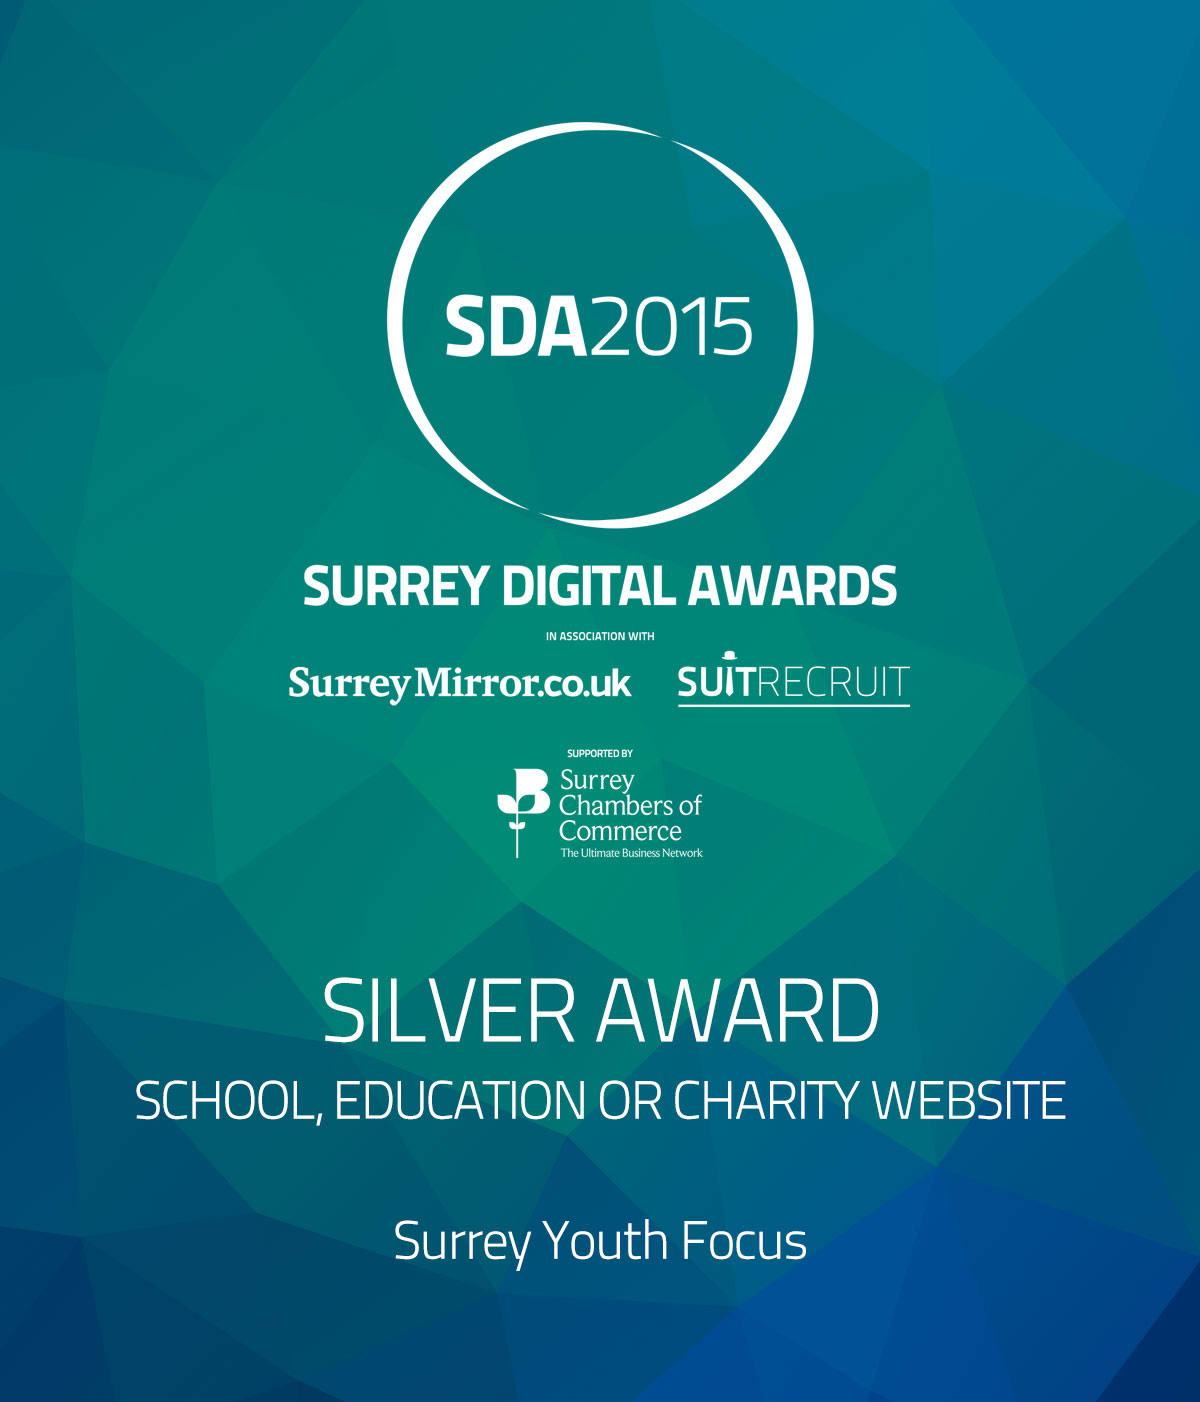 SDA2015
SURREY DIGITAL AWARDS
IN ASSOCIATION WITH
SurreyMirror.co.uk
SUITRECRUIT
SUPPORTED BY
Surrey
Chambers of
Commerce
The Ultimate Business Network
SILVER AWARD
SCHOOL, EDUCATION OR CHARITY WEBSITE
Surrey Youth Focus